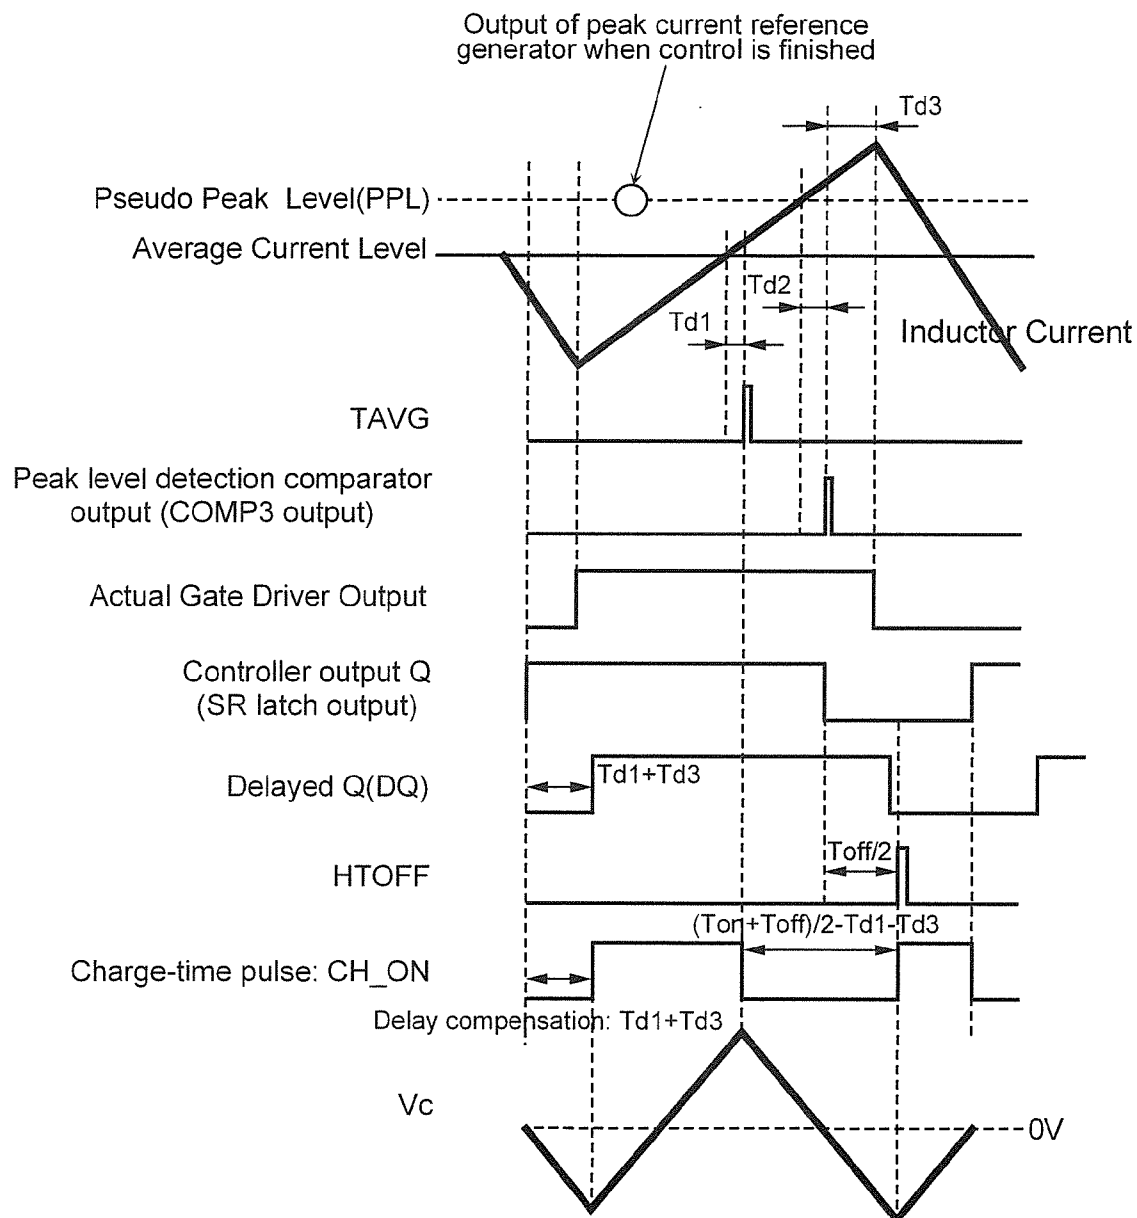 Output of peak current reference
generator when control is finished
Td3
Pseudo Peak Level(PPL)
Average Current Level
Td2
Td1
Inductor Current
TAVG
Peak level detection comparator
output (COMP3 output)
Actual Gate Driver Output
Controller output Q
(SR latch output)
Td1+Td3
Delayed Q(DQ)
Toff/2
HTOFF
(Ton+Toff)/2-Td1-Td3
Charge-time pulse: CH_ON
Delay compensation: Td1+Td3
Vc
0V